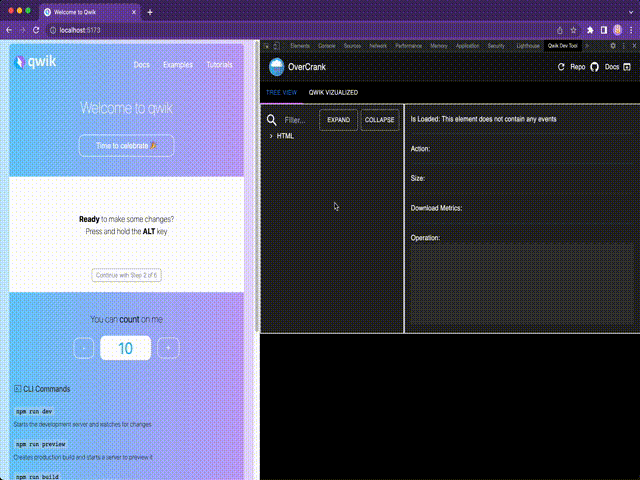 Welcome to Qwik
localhost:5173
Elements Console Sources Network Performance Memory Application Security Lighthouse Qwik Dev Tool
qwik
Docs Examples Tutorials
Welcome to qwik
Time to celebrate 🎉
Ready to make some changes?
Press and hold the ALT key
Continue with Step 2 of 6
You can count on me
-
10
+
CLI Commands
npm run dev
Starts the development server and watches for changes
npm run preview
Creates production build and starts a server to preview it
npm run build
OverCrank
Repo
Docs
TREE VIEW QWIK VIZUALIZED
Filter...
EXPAND
COLLAPSE
HTML
Is Loaded: This element does not contain any events
Action:
Size:
Download Metrics:
Operation: